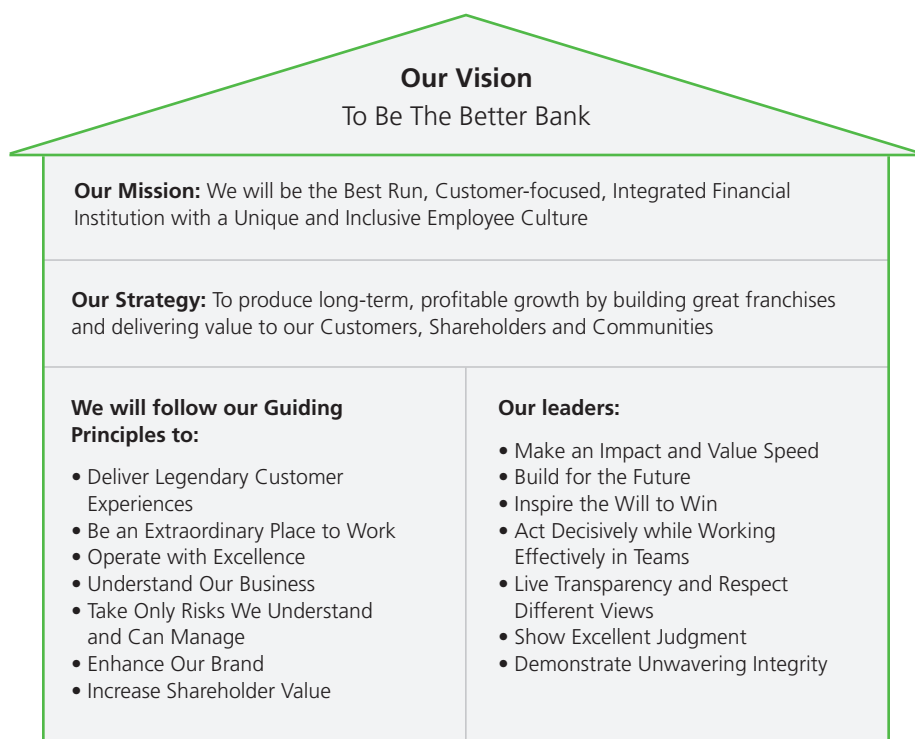 Our Vision
To Be The Better Bank
Our Mission: We will be the Best Run, Customer-focused, Integrated Financial
Institution with a Unique and Inclusive Employee Culture
Our Strategy: To produce long-term, profitable growth by building great franchises
and delivering value to our Customers, Shareholders and Communities
We will follow our Guiding
Principles to:
• Deliver Legendary Customer
Experiences
• Be an Extraordinary Place to Work
• Operate with Excellence
• Understand Our Business
• Take Only Risks We Understand
and Can Manage
• Enhance Our Brand
• Increase Shareholder Value
Our leaders:
• Make an Impact and Value Speed
• Build for the Future
• Inspire the Will to Win
• Act Decisively while Working
Effectively in Teams
• Live Transparency and Respect
Different Views
• Show Excellent Judgment
• Demonstrate Unwavering Integrity